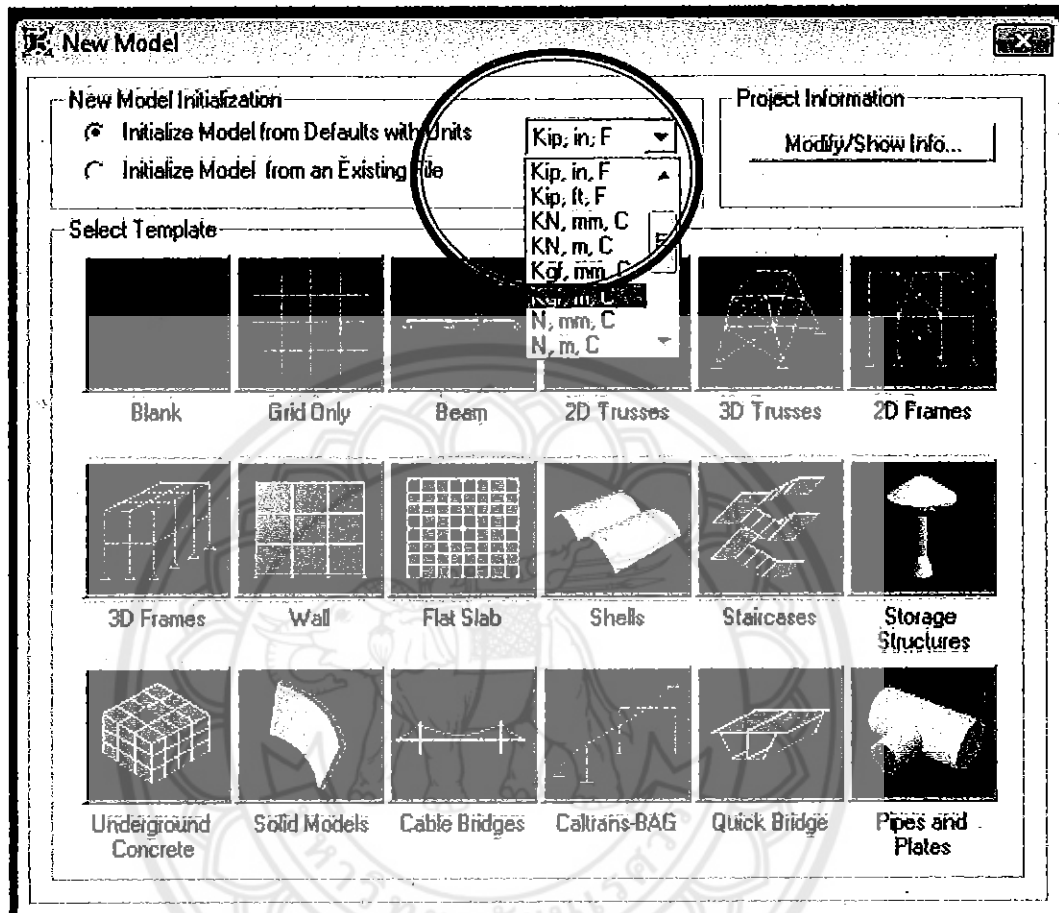 New Model
New Model Initialization
Initialize Model from Defaults with Units
Initialize Model from an Existing File
Kip, in, F
Kip, in, F
Kip, ft, F
KN, mm, C
KN, m, C
Kgf, mm, C
Kgf, m, C
N, mm, C
N, m, C
Project Information
Modify/Show Info...
Select Template
Blank
Grid Only
Beam
2D Trusses
3D Trusses
2D Frames
3D Frames
Wall
Flat Slab
Shells
Staircases
Storage
Structures
Underground
Concrete
Solid Models
Cable Bridges
Caltrans-BAG
Quick Bridge
Pipes and
Plates